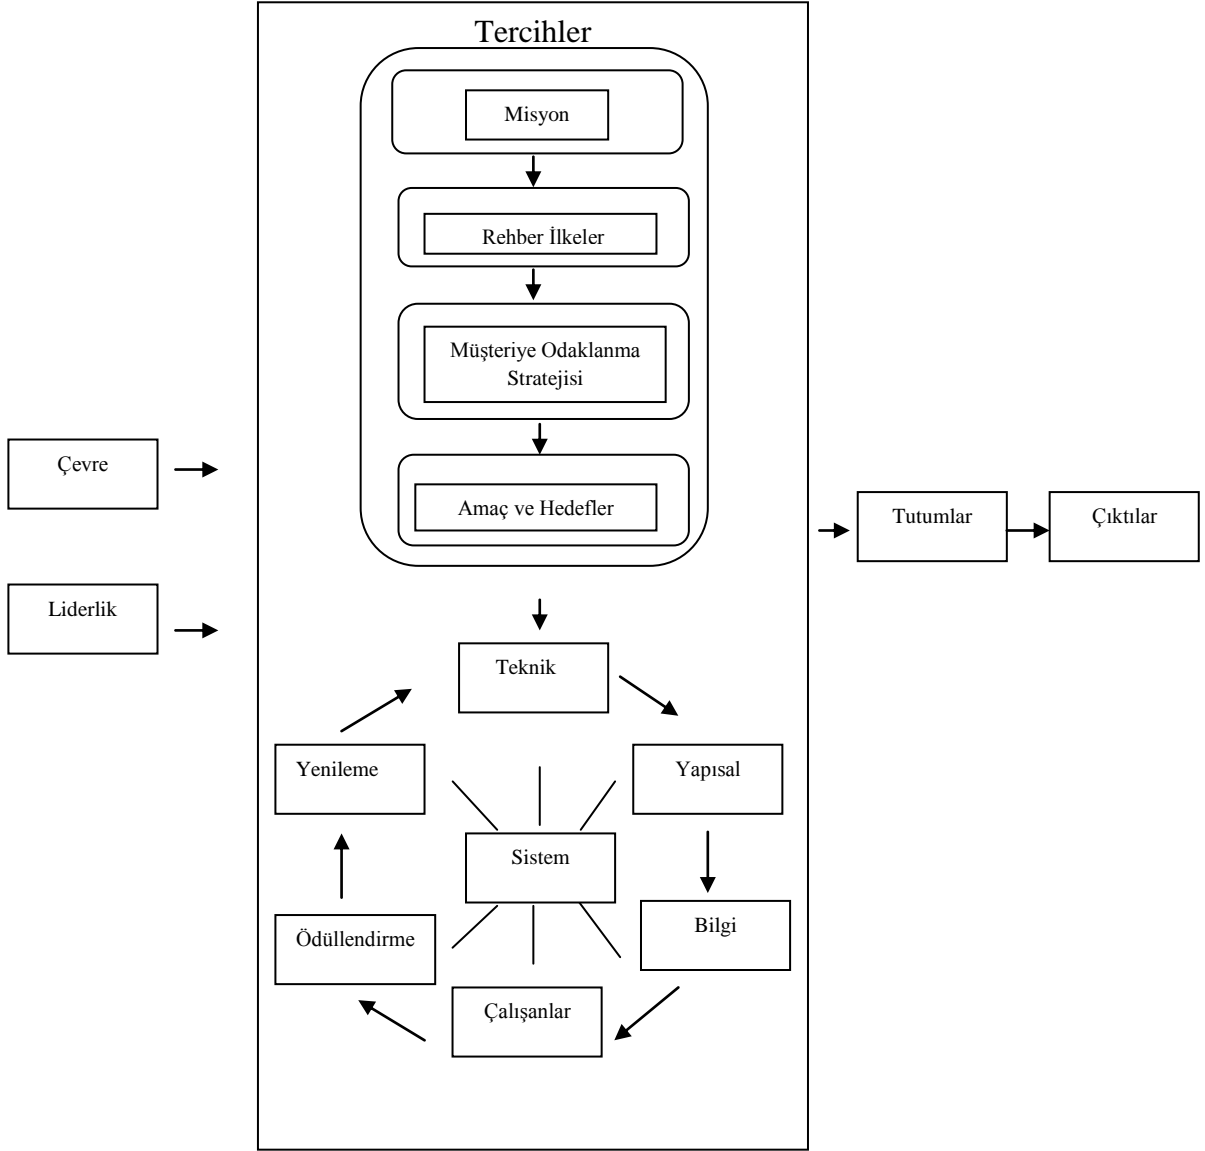 Tercihler
Misyon
Rehber İlkeler
Müşteriye Odaklanma
Stratejisi
Amaç ve Hedefler
Çevre
Liderlik
Tutumlar
Çıktılar
Teknik
Yenileme
Yapısal
Sistem
Ödüllendirme
Bilgi
Çalışanlar